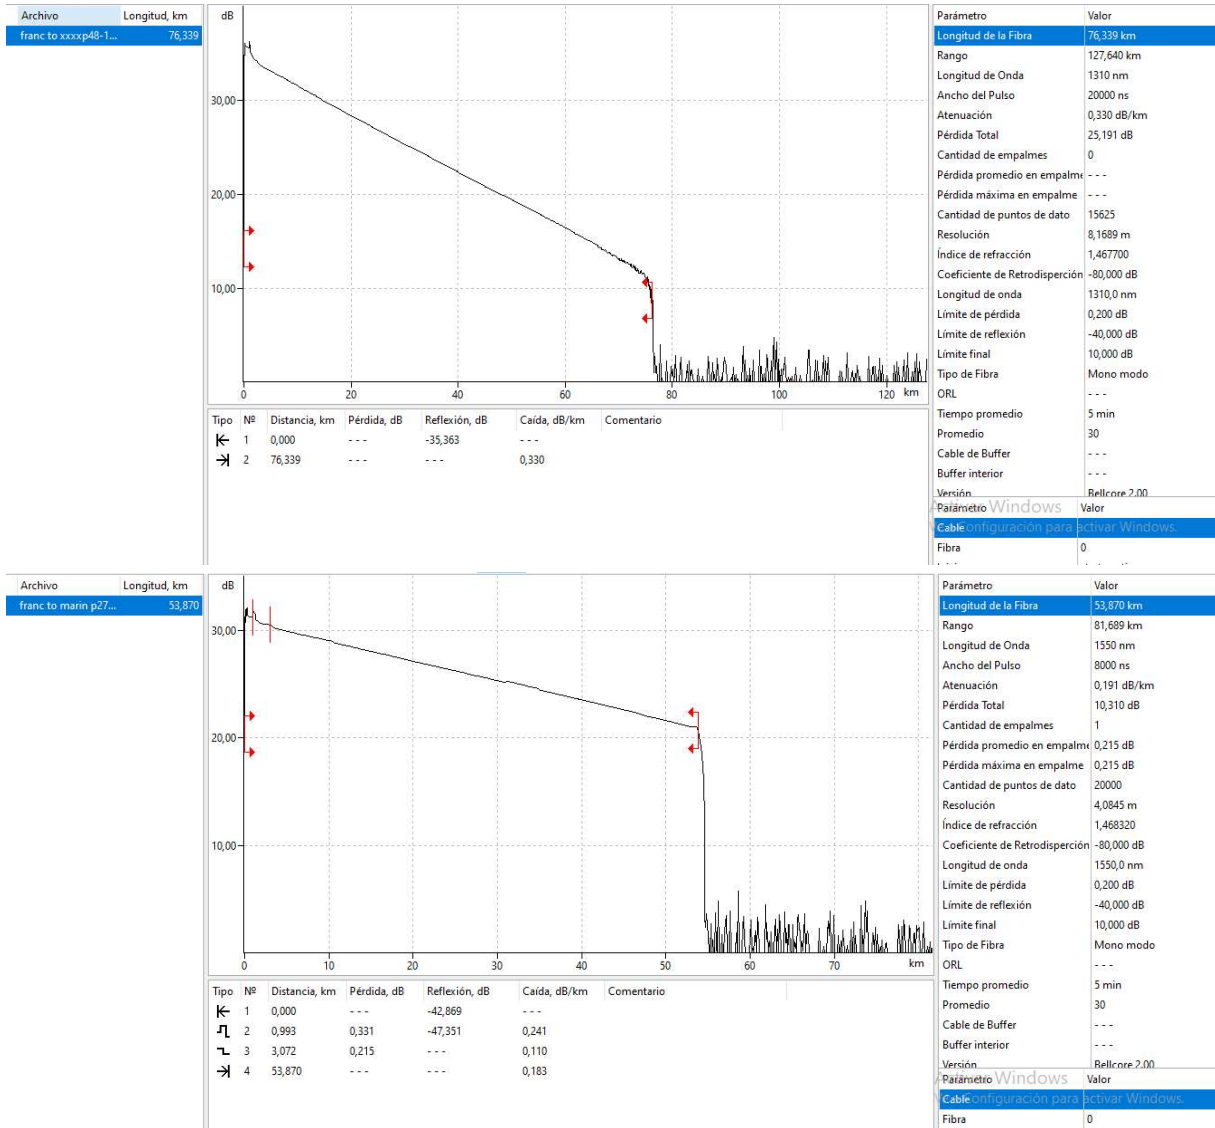 Archivo Longitud, km
franc to xxxxp48-1... 76,339
dB
30,00
20,00
10,00
0 20 40 60 80 100 120 km
Tipo Nº Distancia, km Pérdida, dB Reflexión, dB Caída, dB/km Comentario
1 0,000 - - - -35,363 - - -
2 76,339 - - - - - - 0,330
Parámetro Valor
Longitud de la Fibra 76,339 km
Rango 127,640 km
Longitud de Onda 1310 nm
Ancho del Pulso 20000 ns
Atenuación 0,330 dB/km
Pérdida Total 25,191 dB
Cantidad de empalmes 0
Pérdida promedio en empalme - - -
Pérdida máxima en empalme - - -
Cantidad de puntos de dato 15625
Resolución 8,1689 m
Índice de refracción 1,467700
Coeficiente de Retrodisperción -80,000 dB
Longitud de onda 1310,0 nm
Límite de pérdida 0,200 dB
Límite de reflexión -40,000 dB
Límite final 10,000 dB
Tipo de Fibra Mono modo
ORL - - -
Tiempo promedio 5 min
Promedio 30
Cable de Buffer - - -
Buffer interior - - -
Versión Bellcore 2.00
Parámetro Valor
Cable
Fibra 0
Archivo Longitud, km
franc to marin p27... 53,870
dB
30,00
20,00
10,00
0 10 20 30 40 50 60 70 km
Tipo Nº Distancia, km Pérdida, dB Reflexión, dB Caída, dB/km Comentario
1 0,000 - - - -42,869 - - -
2 0,993 0,331 -47,351 0,241
3 3,072 0,215 - - - 0,110
4 53,870 - - - - - - 0,183
Parámetro Valor
Longitud de la Fibra 53,870 km
Rango 81,689 km
Longitud de Onda 1550 nm
Ancho del Pulso 8000 ns
Atenuación 0,191 dB/km
Pérdida Total 10,310 dB
Cantidad de empalmes 1
Pérdida promedio en empalme 0,215 dB
Pérdida máxima en empalme 0,215 dB
Cantidad de puntos de dato 20000
Resolución 4,0845 m
Índice de refracción 1,468320
Coeficiente de Retrodisperción -80,000 dB
Longitud de onda 1550,0 nm
Límite de pérdida 0,200 dB
Límite de reflexión -40,000 dB
Límite final 10,000 dB
Tipo de Fibra Mono modo
ORL - - -
Tiempo promedio 5 min
Promedio 30
Cable de Buffer - - -
Buffer interior - - -
Versión Bellcore 2.00
Parámetro Valor
Cable
Fibra 0